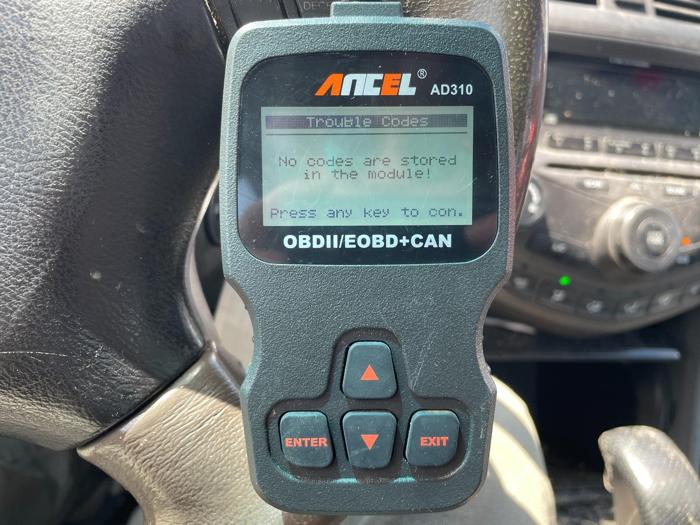 ANCEL® AD310
Trouble Codes
No codes are stored
in the module!
Press any key to con.
OBDII/EOBD+CAN
ENTER
EXIT